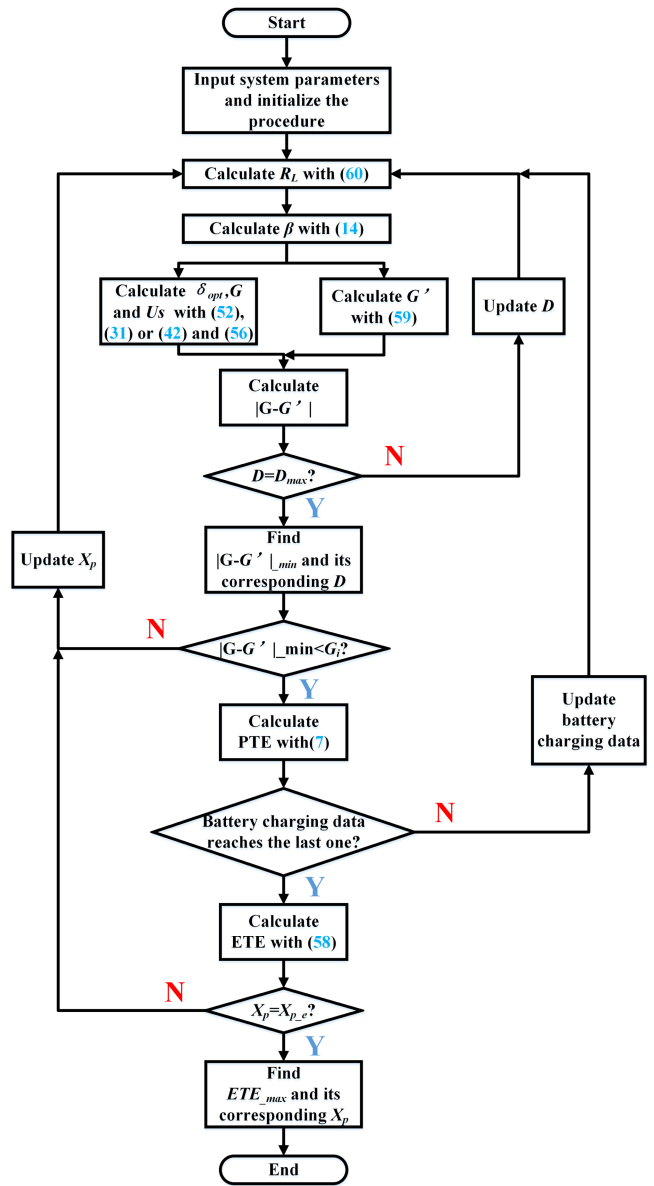 Start
Input system parameters
and initialize the
procedure
Calculate R_L with (60)
Calculate β with (14)
Calculate δ_opt,G
and Us with (52),
(31) or (42) and (56)
Calculate G’
with (59)
Update D
Calculate
|G-G’|
D=D_max?
N
Y
Find
|G-G’|_min and its
corresponding D
Update X_p
N
|G-G’|_min<G_i?
Y
Calculate
PTE with(7)
Update
battery
charging data
Battery charging data
reaches the last one?
N
Y
Calculate
ETE with (58)
N
X_p=X_p_e?
Y
Find
ETE_max and its
corresponding X_p
End